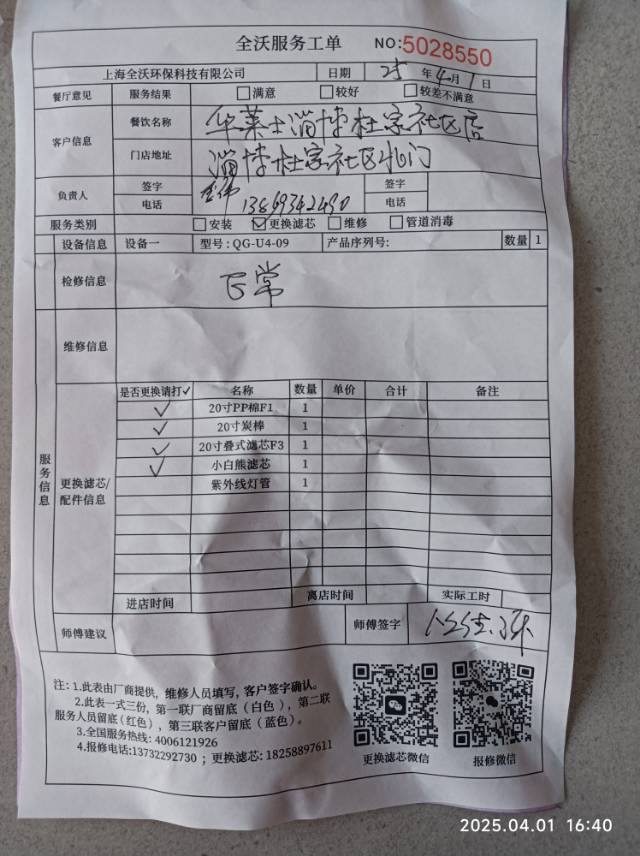 全沃服务工单 NO:5028550
上海全沃环保科技有限公司 日期 25 年 4 月 1 日
餐厅意见 服务结果 满意 较好 较差不满意
客户信息
餐饮名称 华莱士淄博杜家社区店
门店地址 淄博杜家社区北门
负责人 签字 签字
电话 13869342490 电话
服务类别 安装 更换滤芯 维修 管道消毒
设备信息 设备一 型号:QG-U4-09 产品序列号: 数量 1
检修信息 正常
维修信息
服务信息
更换滤芯/配件信息
是否更换请打✓ 名称 数量 单价 合计 备注
✓ 20寸PP棉F1 1
✓ 20寸炭棒 1
✓ 20寸叠式滤芯F3 1
✓ 小白熊滤芯 1
紫外线灯管 1
进店时间 离店时间 实际工时
师傅建议 师傅签字
注:1.此表由厂商提供,维修人员填写,客户签字确认。
2.此表一式三份,第一联厂商留底(白色),第二联
服务人员留底(红色),第三联客户留底(蓝色)。
3.全国服务热线:4006121926
4.报修电话:13732292730 ; 更换滤芯:18258897611
更换滤芯微信 报修微信
2025.04.01 16:40